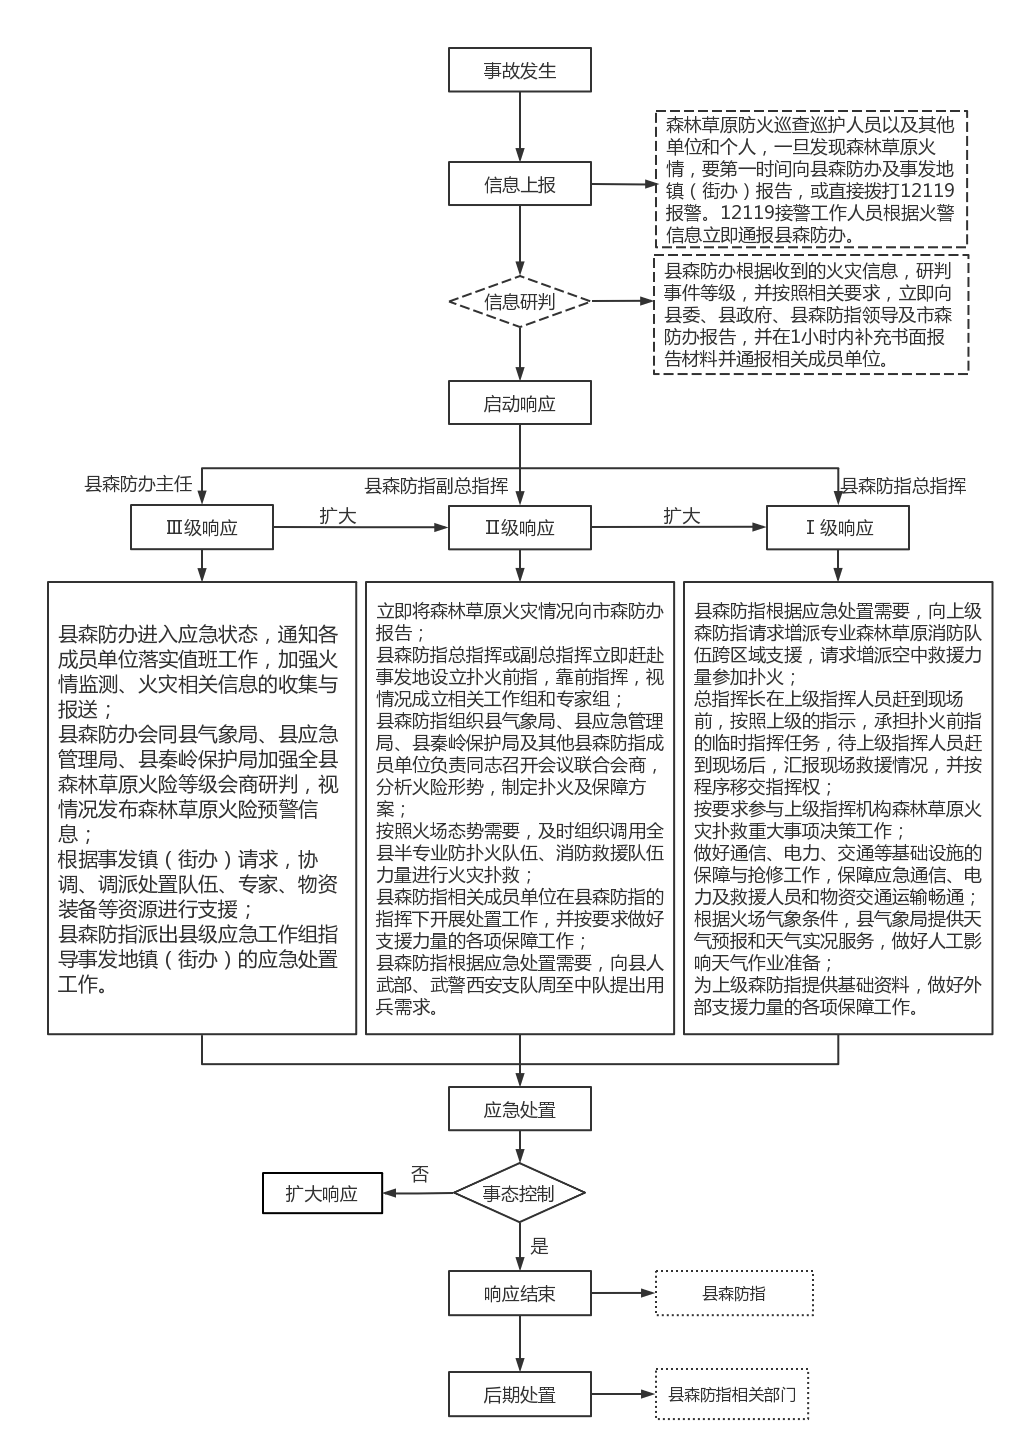 事故发生
信息上报
森林草原防火巡查巡护人员以及其他
单位和个人，一旦发现森林草原火
情，要第一时间向县森防办及事发地
镇（街办）报告，或直接拨打12119
报警。12119接警工作人员根据火警
信息立即通报县森防办。
信息研判
县森防办根据收到的火灾信息，研判
事件等级，并按照相关要求，立即向
县委、县政府、县森防指领导及市森
防办报告，并在1小时内补充书面报
告材料并通报相关成员单位。
启动响应
县森防办主任
县森防指副总指挥
县森防指总指挥
Ⅲ级响应
扩大
Ⅱ级响应
扩大
Ⅰ级响应
县森防办进入应急状态，通知各
成员单位落实值班工作，加强火
情监测、火灾相关信息的收集与
报送；
县森防办会同县气象局、县应急
管理局、县秦岭保护局加强全县
森林草原火险等级会商研判，视
情况发布森林草原火险预警信
息；
根据事发镇（街办）请求，协
调、调派处置队伍、专家、物资
装备等资源进行支援；
县森防指派出县级应急工作组指
导事发地镇（街办）的应急处置
工作。
立即将森林草原火灾情况向市森防办
报告；
县森防指总指挥或副总指挥立即赶赴
事发地设立扑火前指，靠前指挥，视
情况成立相关工作组和专家组；
县森防指组织县气象局、县应急管理
局、县秦岭保护局及其他县森防指成
员单位负责同志召开会议联合会商，
分析火险形势，制定扑火及保障方
案；
按照火场态势需要，及时组织调用全
县半专业防扑火队伍、消防救援队伍
力量进行火灾扑救；
县森防指相关成员单位在县森防指的
指挥下开展处置工作，并按要求做好
支援力量的各项保障工作；
县森防指根据应急处置需要，向县人
武部、武警西安支队周至中队提出用
兵需求。
县森防指根据应急处置需要，向上级
森防指请求增派专业森林草原消防队
伍跨区域支援，请求增派空中救援力
量参加扑火；
总指挥长在上级指挥人员赶到现场
前，按照上级的指示，承担扑火前指
的临时指挥任务，待上级指挥人员赶
到现场后，汇报现场救援情况，并按
程序移交指挥权；
按要求参与上级指挥机构森林草原火
灾扑救重大事项决策工作；
做好通信、电力、交通等基础设施的
保障与抢修工作，保障应急通信、电
力及救援人员和物资交通运输畅通；
根据火场气象条件，县气象局提供天
气预报和天气实况服务，做好人工影
响天气作业准备；
为上级森防指提供基础资料，做好外
部支援力量的各项保障工作。
应急处置
否
扩大响应
事态控制
是
响应结束
县森防指
后期处置
县森防指相关部门